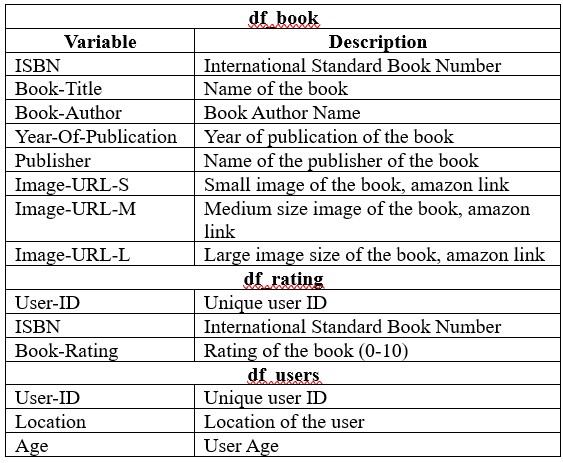 df_book
Variable Description
ISBN International Standard Book Number
Book-Title Name of the book
Book-Author Book Author Name
Year-Of-Publication Year of publication of the book
Publisher Name of the publisher of the book
Image-URL-S Small image of the book, amazon link
Image-URL-M Medium size image of the book, amazon
link
Image-URL-L Large image size of the book, amazon link
df_rating
User-ID Unique user ID
ISBN International Standard Book Number
Book-Rating Rating of the book (0-10)
df_users
User-ID Unique user ID
Location Location of the user
Age User Age